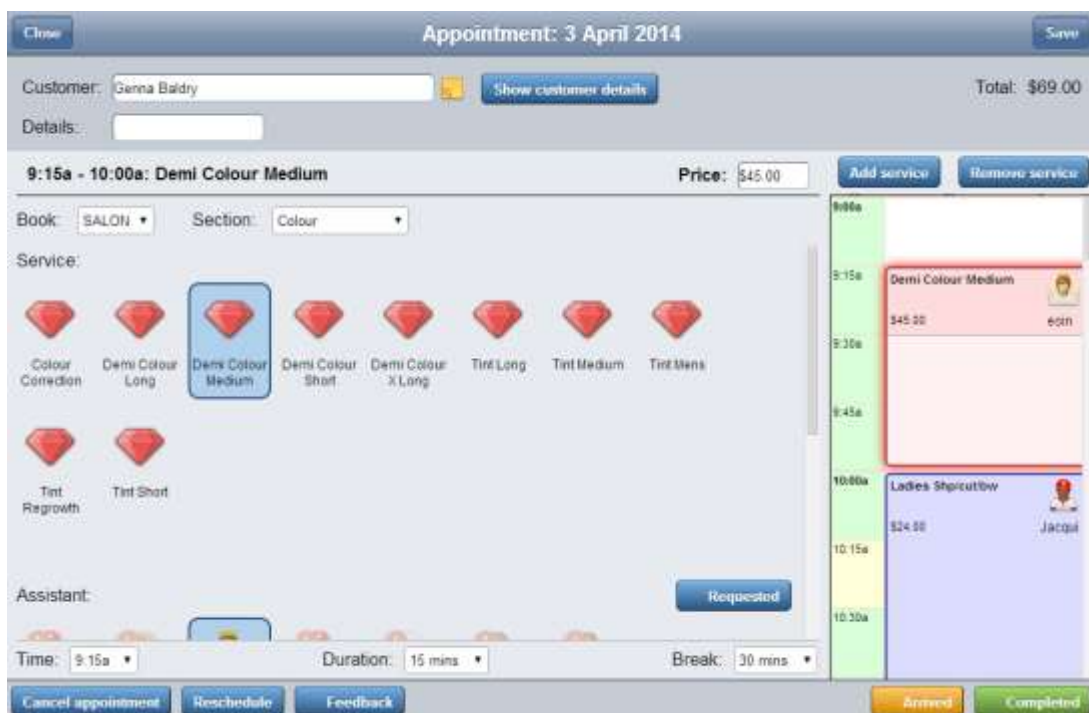 Close Appointment: 3 April 2014 Save
Customer: Genna Baldry Show customer details Total: $69.00
Details:
9:15a - 10:00a: Demi Colour Medium Price: $45.00 Add service Remove service
Book: SALON Section: Colour
Service:
Colour Correction
Demi Colour Long
Demi Colour Medium
Demi Colour Short
Demi Colour X Long
Tint Long
Tint Medium
Tint Mens
Tint Regrowth
Tint Short
Assistant: Requested
Time: 9:15a Duration: 15 mins Break: 30 mins
9:00a
9:15a
Demi Colour Medium
$45.00
9:30a
9:45a
10:00a
Ladies Shp/cut/bw
$24.00 Jacqui
10:15a
10:30a
Cancel appointment Reschedule Feedback Arrived Completed